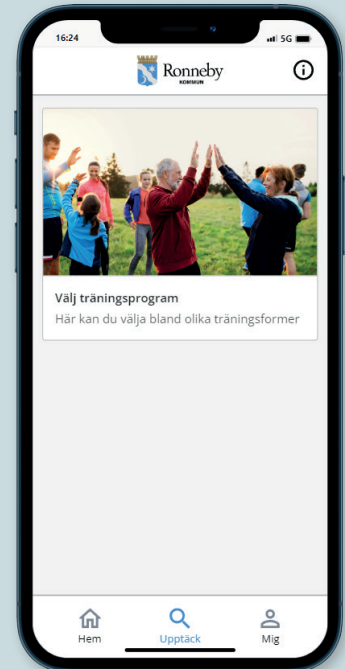 16:24
5G
Ronneby
KOMMUN
Välj träningsprogram
Här kan du välja bland olika träningsformer
Hem
Upptäck
Mig